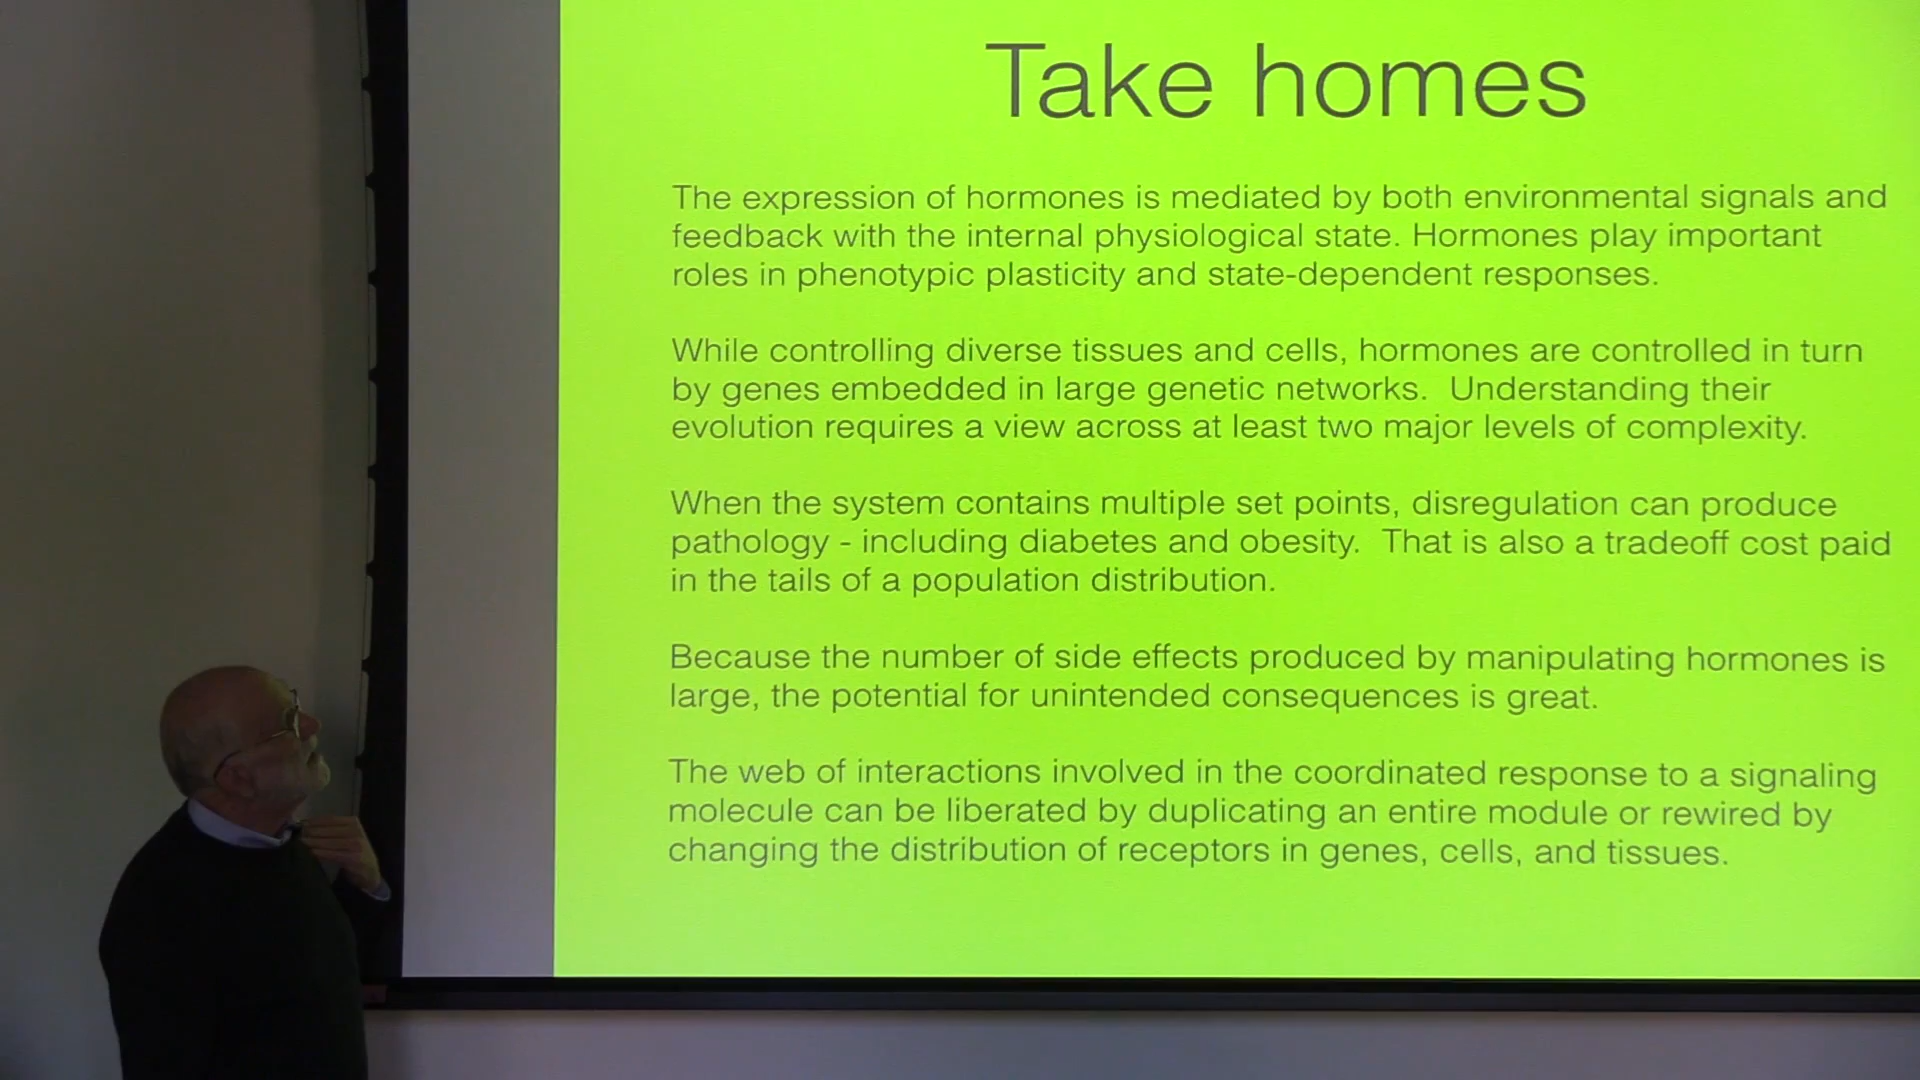 Take homes
The expression of hormones is mediated by both environmental signals and
feedback with the internal physiological state. Hormones play important
roles in phenotypic plasticity and state-dependent responses.
While controlling diverse tissues and cells, hormones are controlled in turn
by genes embedded in large genetic networks.  Understanding their
evolution requires a view across at least two major levels of complexity.
When the system contains multiple set points, disregulation can produce
pathology - including diabetes and obesity.  That is also a tradeoff cost paid
in the tails of a population distribution.
Because the number of side effects produced by manipulating hormones is
large, the potential for unintended consequences is great.
The web of interactions involved in the coordinated response to a signaling
molecule can be liberated by duplicating an entire module or rewired by
changing the distribution of receptors in genes, cells, and tissues.